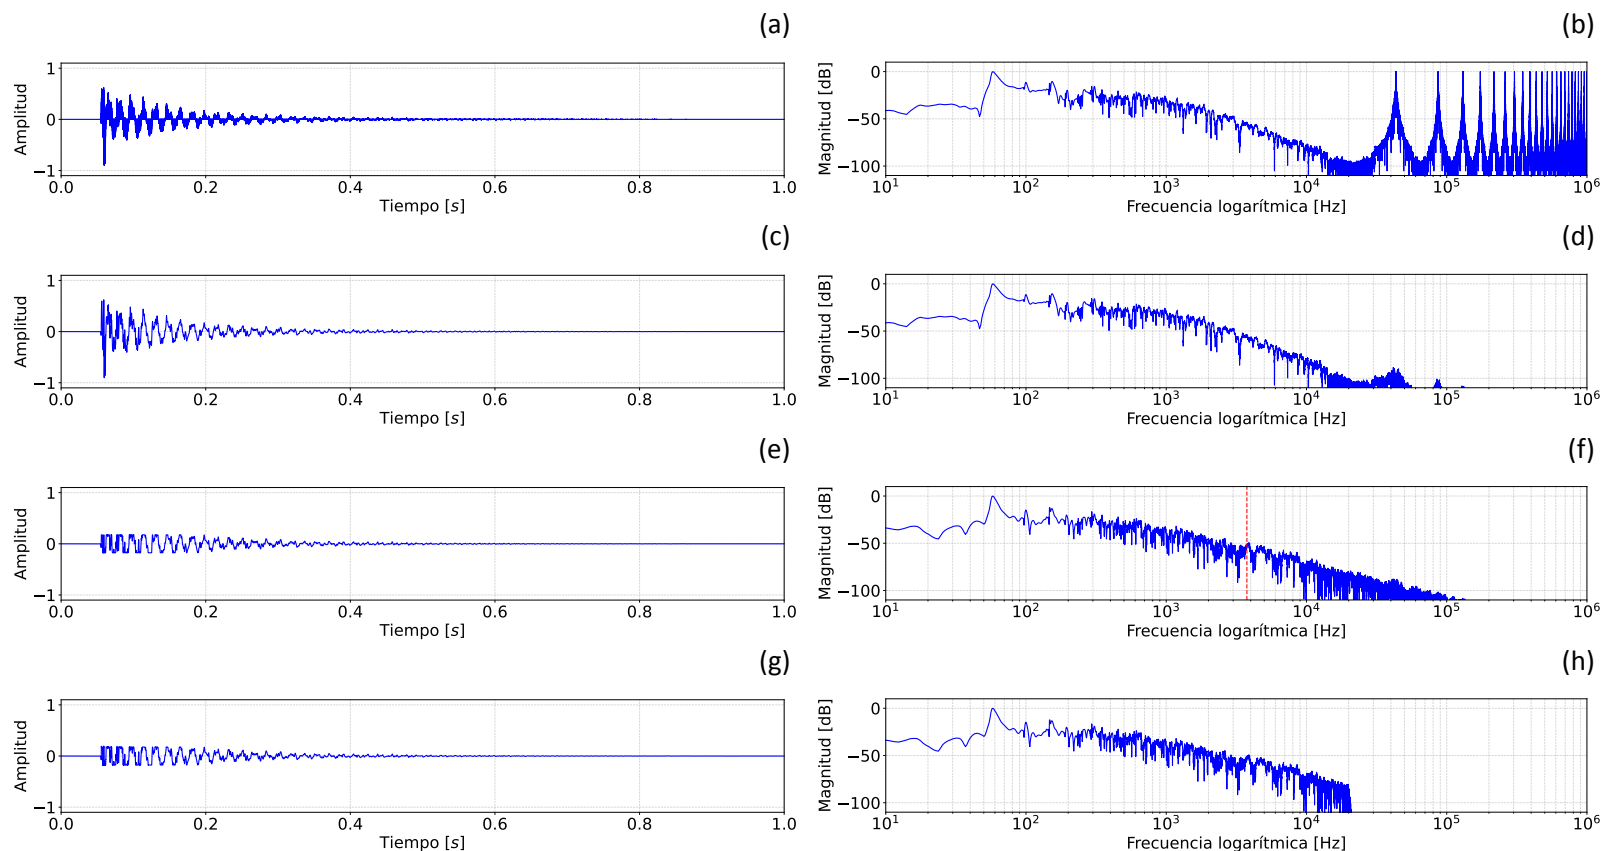 (a) (b)
Amplitud
1
0
−1
0.0 0.2 0.4 0.6 0.8 1.0
Tiempo [s]
Magnitud [dB]
0
−50
−100
10¹ 10² 10³ 10⁴ 10⁵ 10⁶
Frecuencia logarítmica [Hz]
(c) (d)
Amplitud
1
0
−1
0.0 0.2 0.4 0.6 0.8 1.0
Tiempo [s]
Magnitud [dB]
0
−50
−100
10¹ 10² 10³ 10⁴ 10⁵ 10⁶
Frecuencia logarítmica [Hz]
(e) (f)
Amplitud
1
0
−1
0.0 0.2 0.4 0.6 0.8 1.0
Tiempo [s]
Magnitud [dB]
0
−50
−100
10¹ 10² 10³ 10⁴ 10⁵ 10⁶
Frecuencia logarítmica [Hz]
(g) (h)
Amplitud
1
0
−1
0.0 0.2 0.4 0.6 0.8 1.0
Tiempo [s]
Magnitud [dB]
0
−50
−100
10¹ 10² 10³ 10⁴ 10⁵ 10⁶
Frecuencia logarítmica [Hz]